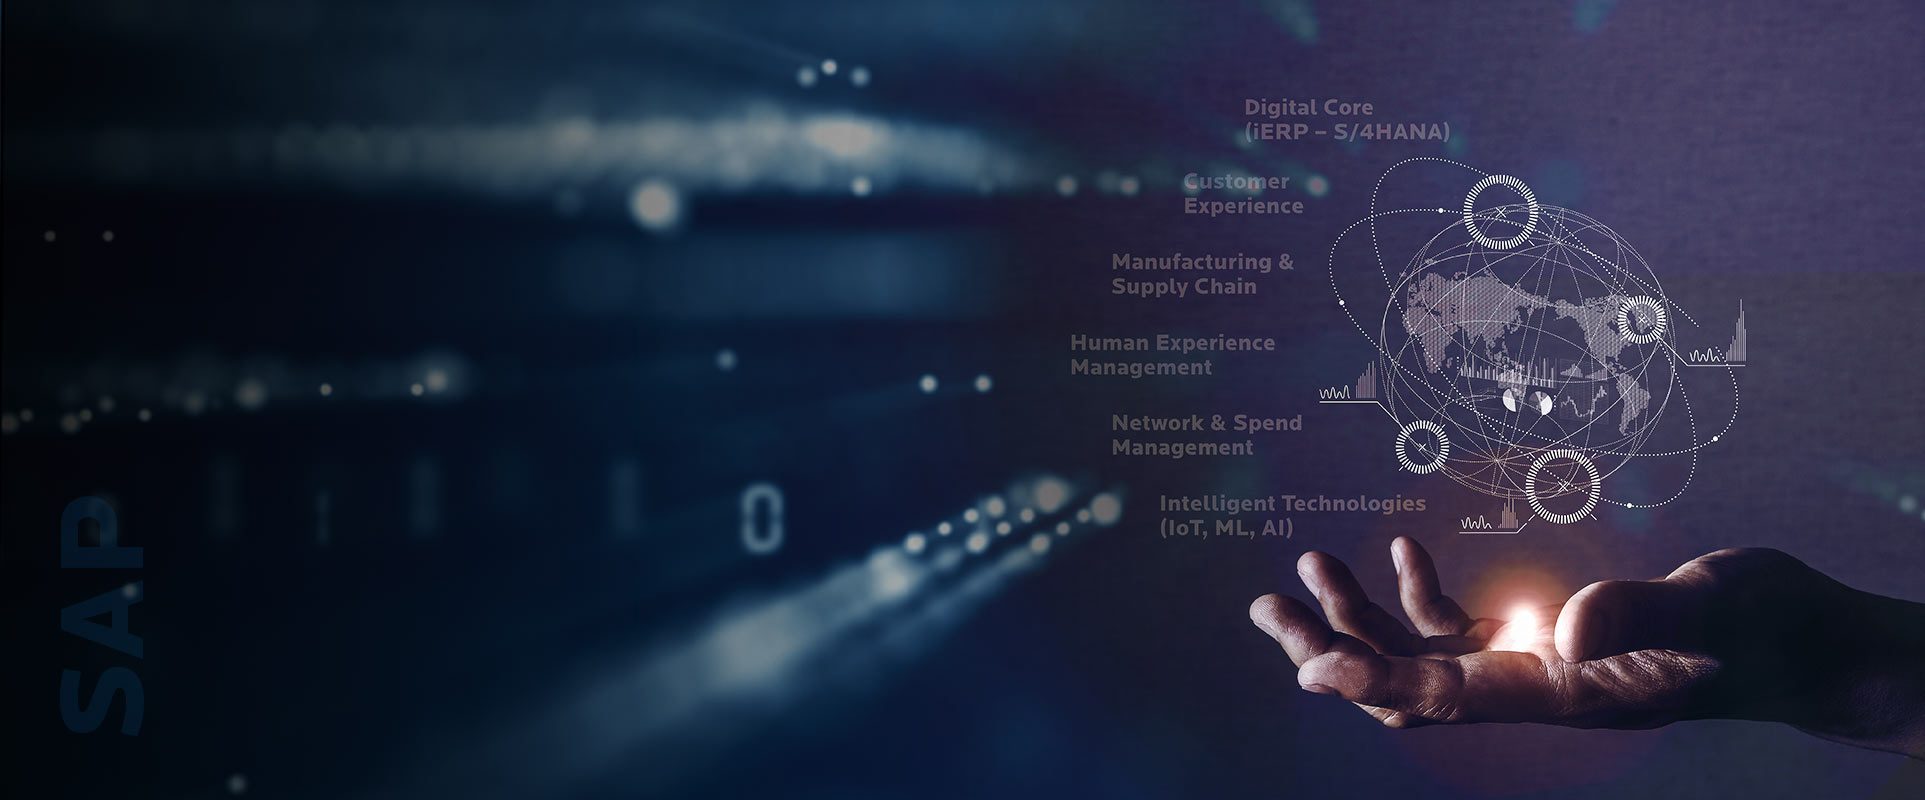 Digital Core
(iERP – S/4HANA)
Customer
Experience
Manufacturing &
Supply Chain
Human Experience
Management
Network & Spend
Management
Intelligent Technologies
(IoT, ML, AI)
0
SAP